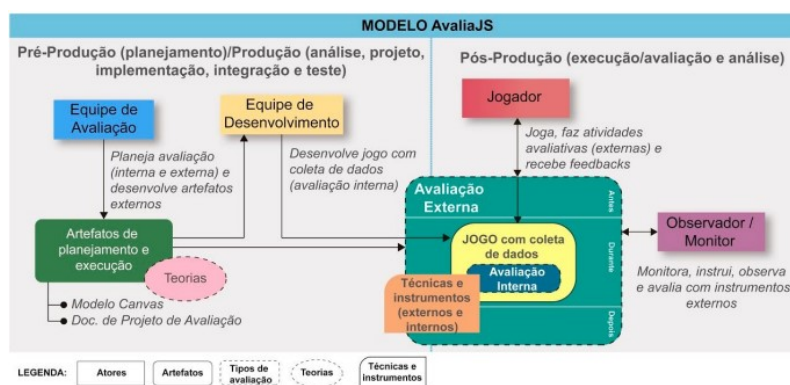 MODELO AvaliaJS
Pré-Produção (planejamento)/Produção (análise, projeto,
implementação, integração e teste)
Pós-Produção (execução/avaliação e análise)
Equipe de
Avaliação
Equipe de
Desenvolvimento
Jogador
Planeja avaliação
(interna e externa) e
desenvolve artefatos
externos
Desenvolve jogo com
coleta de dados
(avaliação interna)
Joga, faz atividades
avaliativas (externas) e
recebe feedbacks
Avaliação
Externa
Antes
Durante
Depois
Artefatos de
planejamento e
execução
Teorias
JOGO com coleta
de dados
Avaliação
Interna
Técnicas e
instrumentos
(externos e
internos)
Observador /
Monitor
Monitora, instrui, observa
e avalia com instrumentos
externos
Modelo Canvas
Doc. de Projeto de Avaliação
LEGENDA:
Atores
Artefatos
Tipos de
avaliação
Teorias
Técnicas e
instrumentos